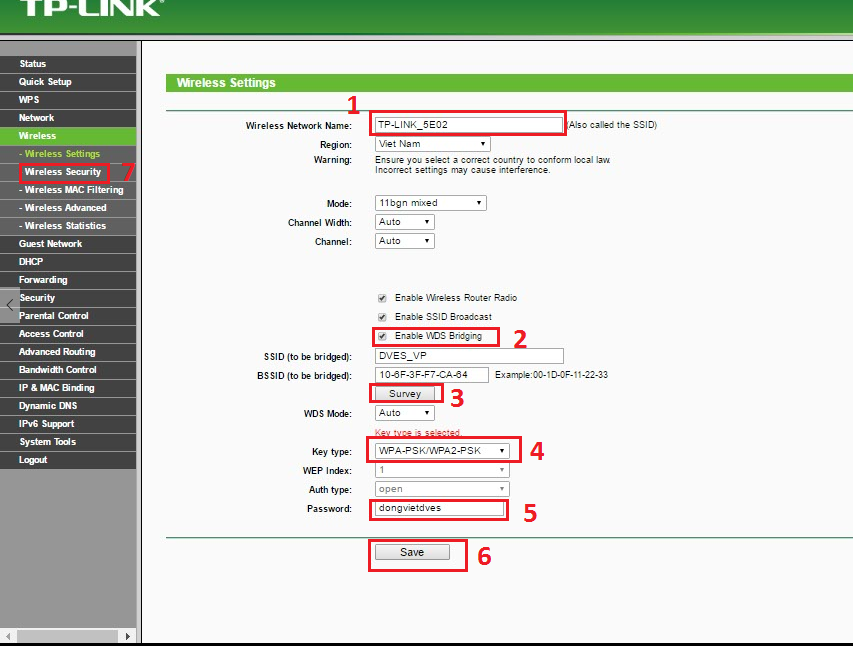 TP-LINK
Status
Quick Setup
WPS
Network
Wireless
- Wireless Settings
Wireless Security 7
- Wireless MAC Filtering
- Wireless Advanced
- Wireless Statistics
Guest Network
DHCP
Forwarding
Security
Parental Control
Access Control
Advanced Routing
Bandwidth Control
IP & MAC Binding
Dynamic DNS
IPv6 Support
System Tools
Logout
Wireless Settings
1
Wireless Network Name: TP-LINK_5E02 (Also called the SSID)
Region: Viet Nam
Warning: Ensure you select a correct country to conform local law.
Incorrect settings may cause interference.
Mode: 11bgn mixed
Channel Width: Auto
Channel: Auto
Enable Wireless Router Radio
Enable SSID Broadcast
Enable WDS Bridging 2
SSID (to be bridged): DVES_VP
BSSID (to be bridged): 10-6F-3F-F7-CA-64 Example:00-1D-0F-11-22-33
Survey 3
WDS Mode: Auto
Key type is selected.
Key type: WPA-PSK/WPA2-PSK 4
WEP Index: 1
Auth type: open
Password: dongvietdves 5
Save 6